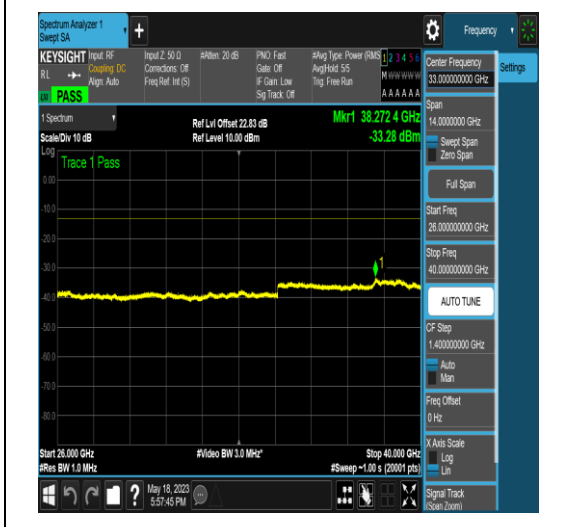 Spectrum Analyzer 1
Swept SA
+
Frequency
KEYSIGHT
RL
PASS
Input: RF
Coupling: DC
Align: Auto
Input Z: 50 Ω
Corrections: Off
Freq Ref: Int (S)
#Atten: 20 dB
PNO: Fast
Gate: Off
IF Gain: Low
Sig Track: Off
#Avg Type: Power (RMS
Avg|Hold: 5/5
Trig: Free Run
1 2 3 4 5 6
M W W W W W
A A A A A A
Center Frequency
33.000000000 GHz
Settings
Span
14.0000000 GHz
Swept Span
Zero Span
Full Span
Start Freq
26.000000000 GHz
Stop Freq
40.000000000 GHz
AUTO TUNE
CF Step
1.400000000 GHz
Auto
Man
Freq Offset
0 Hz
X Axis Scale
Log
Lin
Signal Track
(Span Zoom)
1 Spectrum
Scale/Div 10 dB
Ref Lvl Offset 22.83 dB
Ref Level 10.00 dBm
Mkr1 38.272 4 GHz
-33.28 dBm
Log
Trace 1 Pass
0.00
-10.0
-20.0
-30.0
-40.0
-50.0
-60.0
-70.0
-80.0
1
Start 26.000 GHz
#Video BW 3.0 MHz*
Stop 40.000 GHz
#Res BW 1.0 MHz
#Sweep ~1.00 s (20001 pts)
?
May 18, 2023
5:57:45 PM